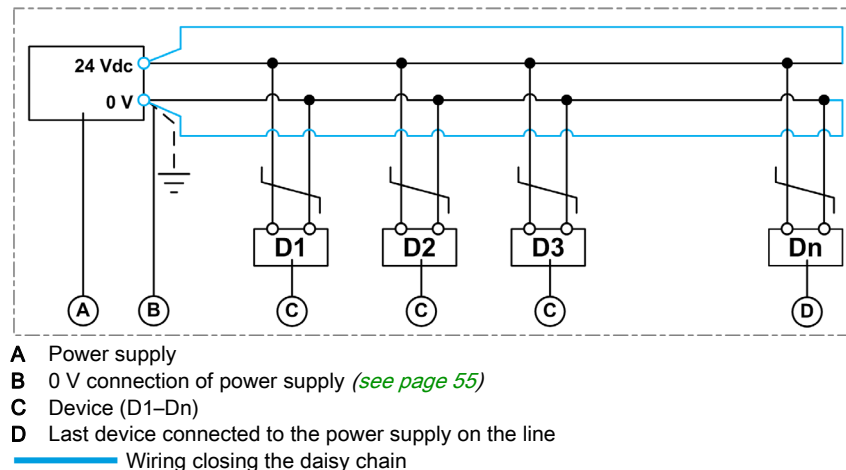 24 Vdc
0 V
D1 D2 D3 Dn
A B C C C D
A Power supply
B 0 V connection of power supply (see page 55)
C Device (D1–Dn)
D Last device connected to the power supply on the line
Wiring closing the daisy chain